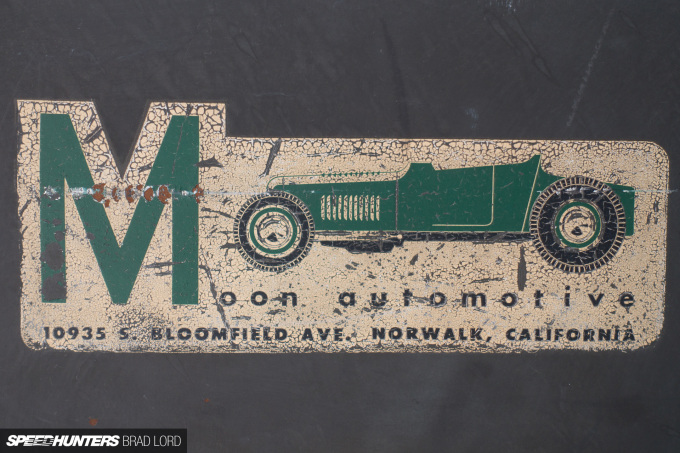 Moon automotive
10935 S. BLOOMFIELD AVE. NORWALK, CALIFORNIA
SPEEDHUNTERS BRAD LORD